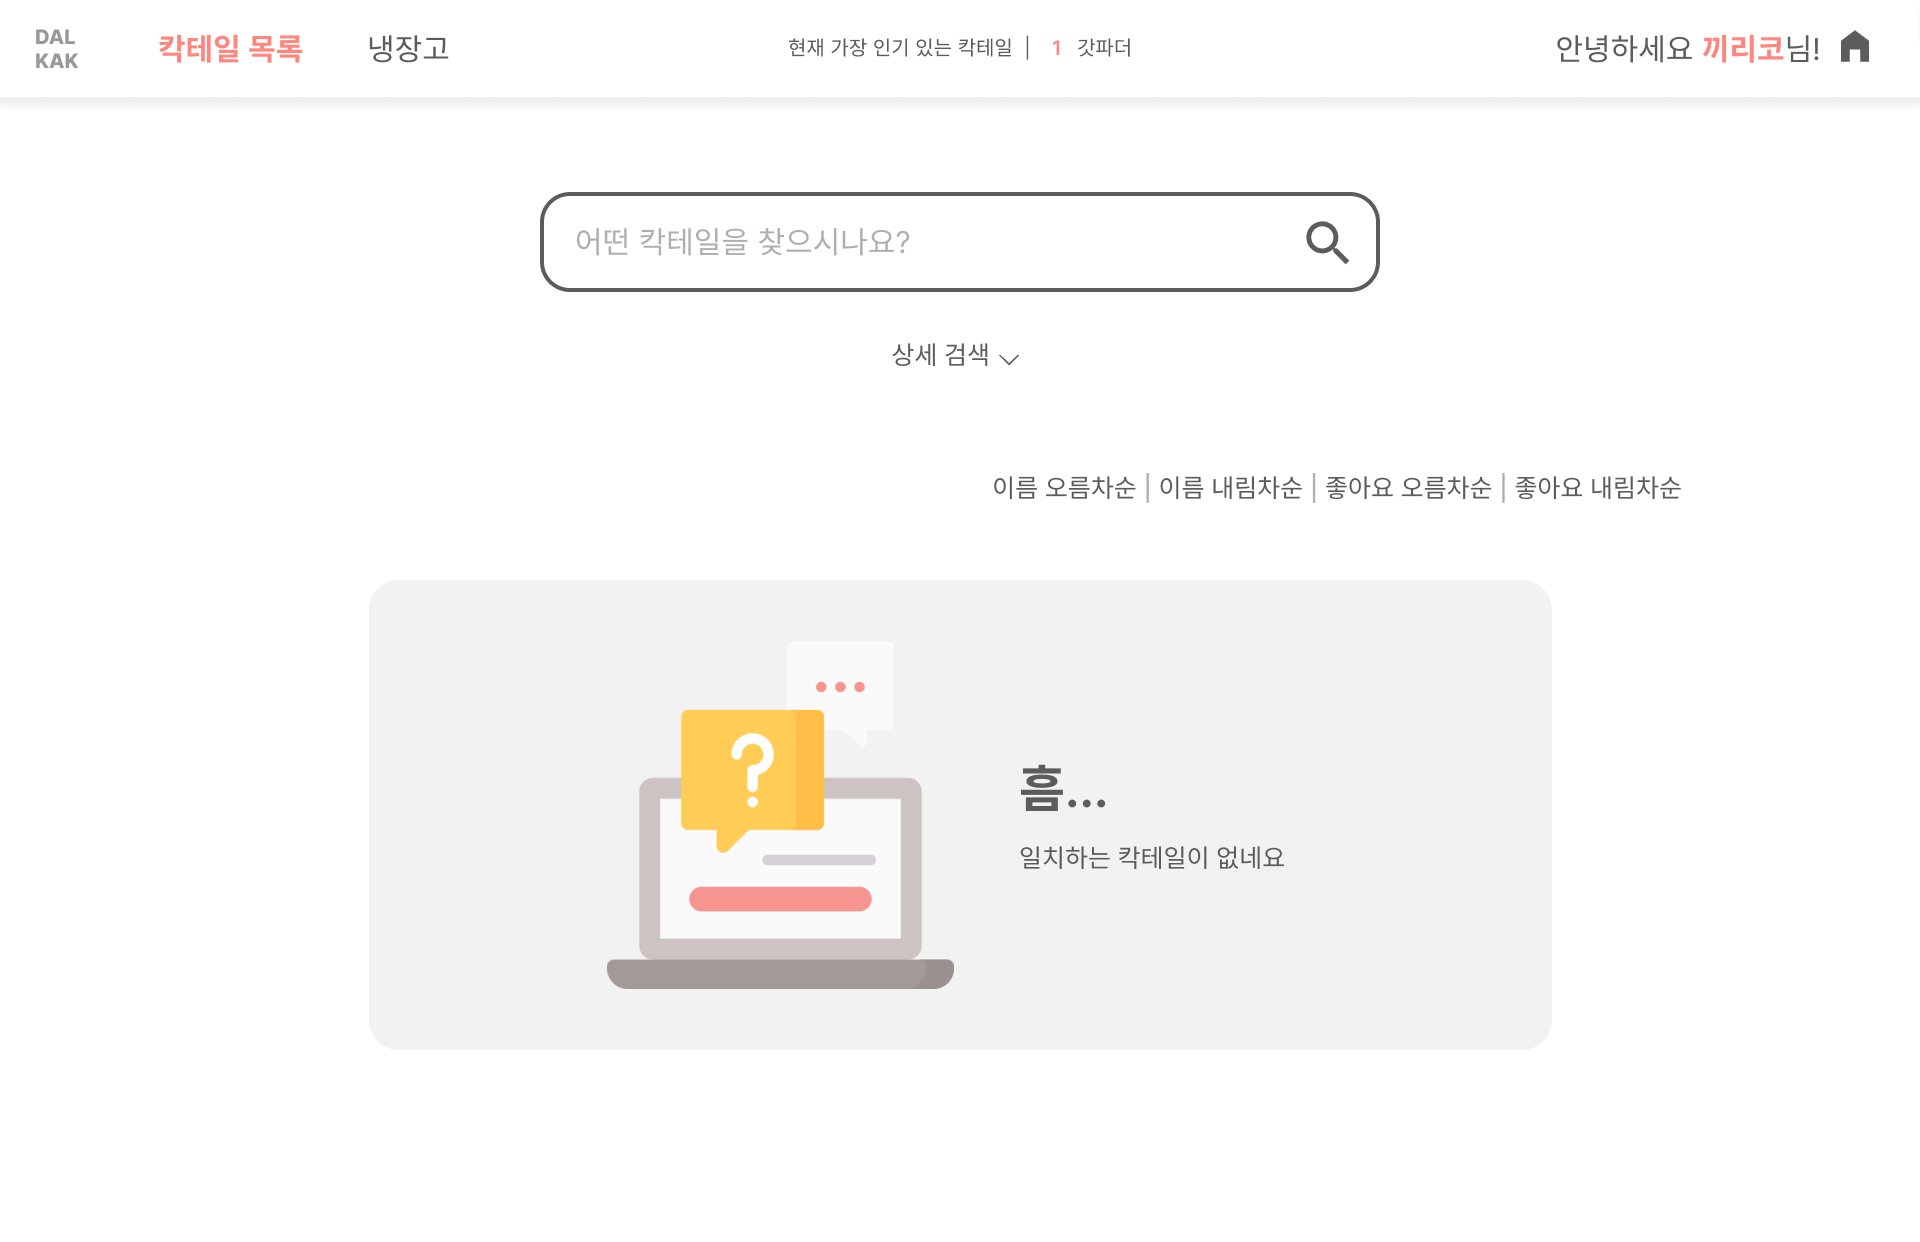 DAL
KAK
칵테일 목록 냉장고 현재 가장 인기 있는 칵테일 | 1 갓파더 안녕하세요 끼리코님!
어떤 칵테일을 찾으시나요?
상세 검색
이름 오름차순 | 이름 내림차순 | 좋아요 오름차순 | 좋아요 내림차순
?
흠...
일치하는 칵테일이 없네요